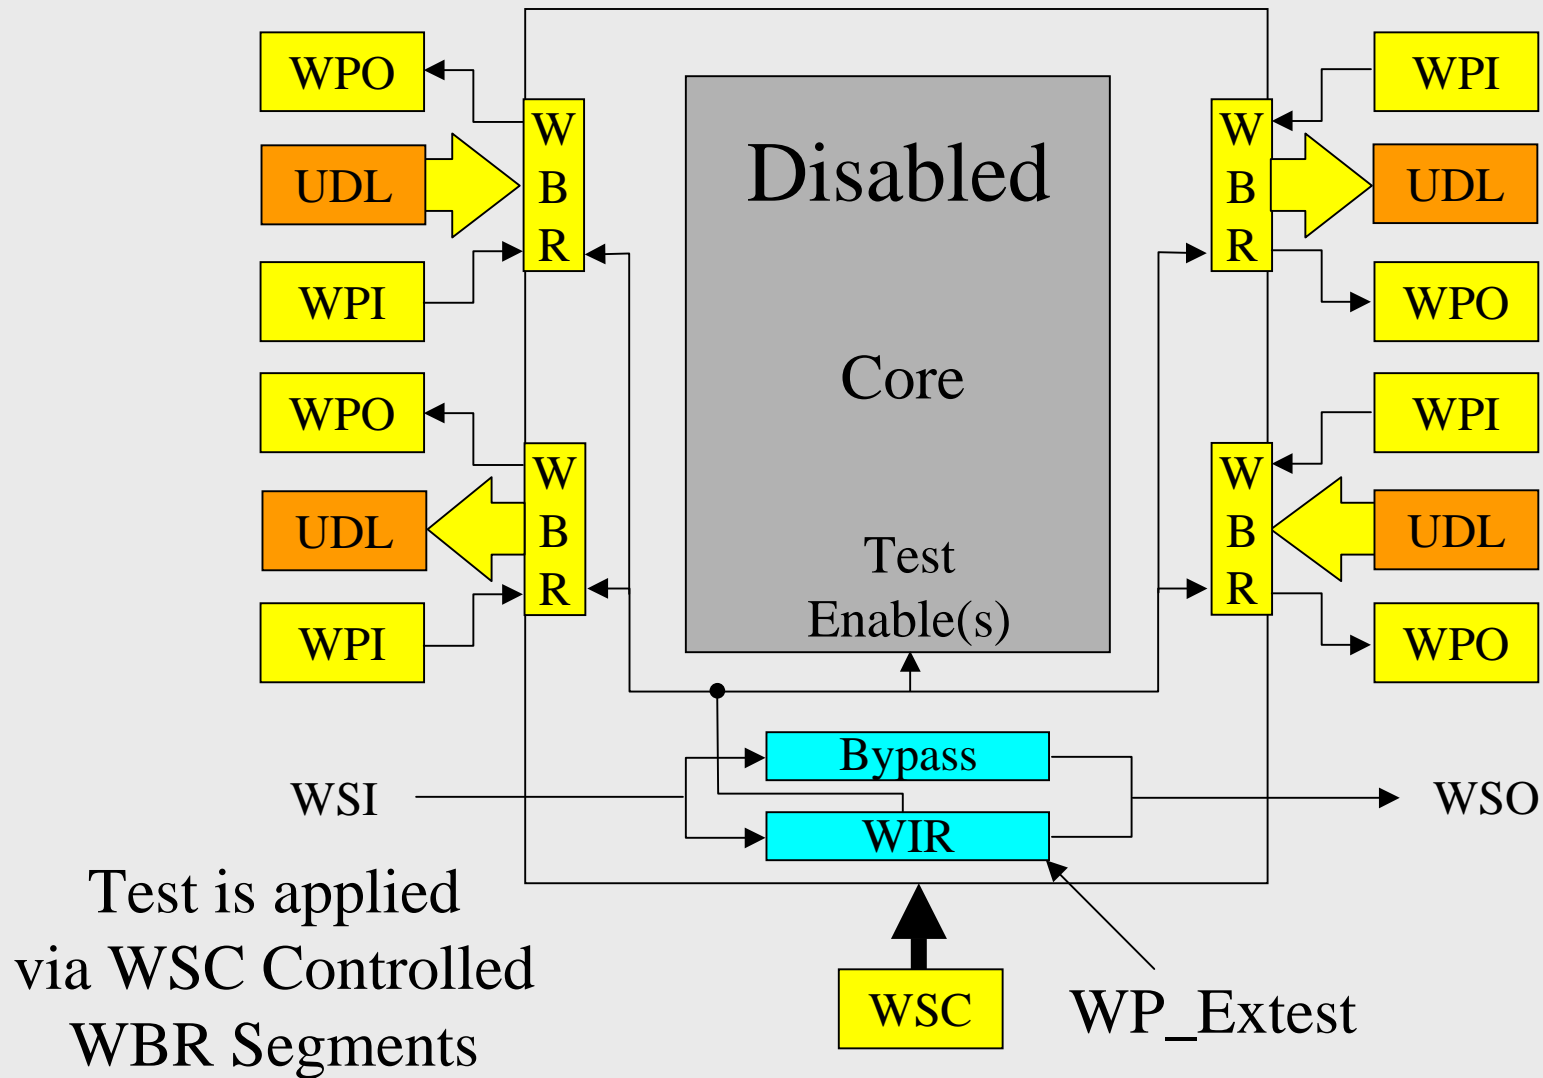 WPO
UDL
WPI
WPO
UDL
WPI
W
B
R
W
B
R
Disabled
Core
Test
Enable(s)
W
B
R
W
B
R
WPI
UDL
WPO
WPI
UDL
WPO
WSI
Bypass
WIR
WSO
Test is applied
via WSC Controlled
WBR Segments
WSC
WP_Extest